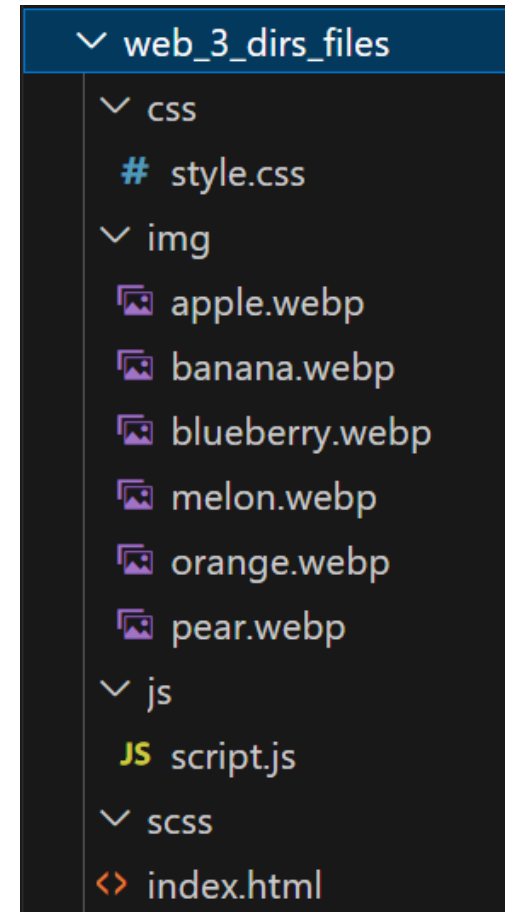 web_3_dirs_files
css
# style.css
img
apple.webp
banana.webp
blueberry.webp
melon.webp
orange.webp
pear.webp
js
JS script.js
scss
<> index.html